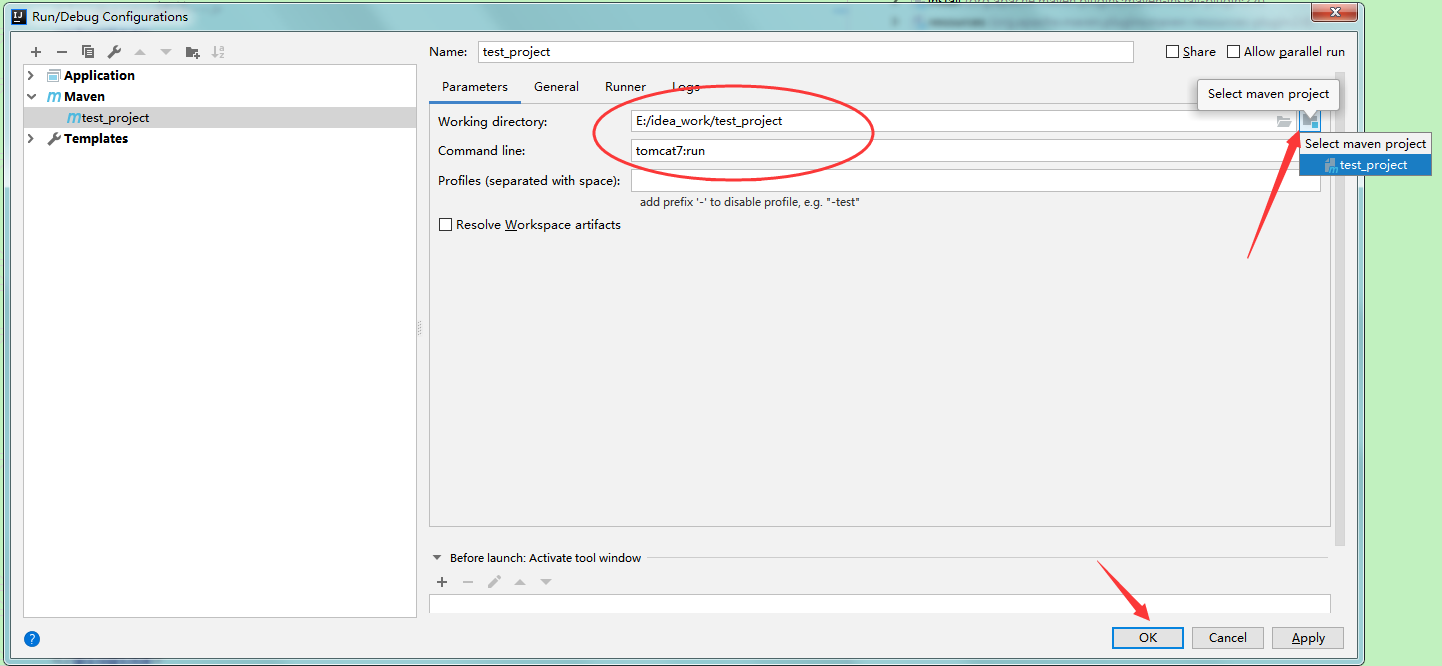 Run/Debug Configurations
Name: test_project
Share
Allow parallel run
Application
Maven
test_project
Templates
Parameters General Runner Logs
Select maven project
Working directory: E:/idea_work/test_project
Command line: tomcat7:run
Select maven project
test_project
Profiles (separated with space):
add prefix '-' to disable profile, e.g. "-test"
Resolve Workspace artifacts
Before launch: Activate tool window
OK Cancel Apply